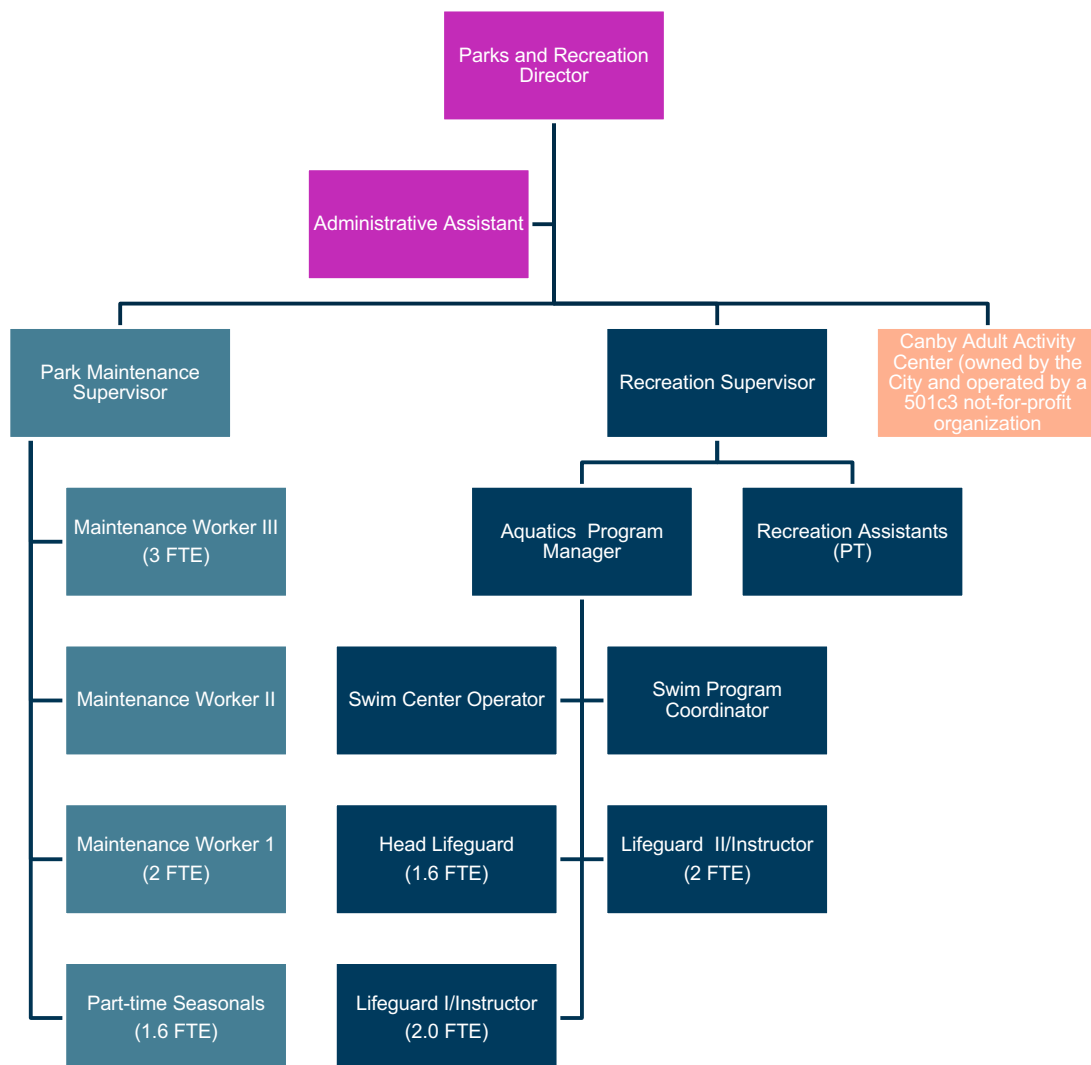 Parks and Recreation
Director
Administrative Assistant
Park Maintenance
Supervisor
Recreation Supervisor
Canby Adult Activity
Center (owned by the
City and operated by a
501c3 not-for-profit
organization
Maintenance Worker III
(3 FTE)
Aquatics  Program
Manager
Recreation Assistants
(PT)
Maintenance Worker II
Swim Center Operator
Swim Program
Coordinator
Maintenance Worker 1
(2 FTE)
Head Lifeguard
(1.6 FTE)
Lifeguard  II/Instructor
(2 FTE)
Part-time Seasonals
(1.6 FTE)
Lifeguard I/Instructor
(2.0 FTE)